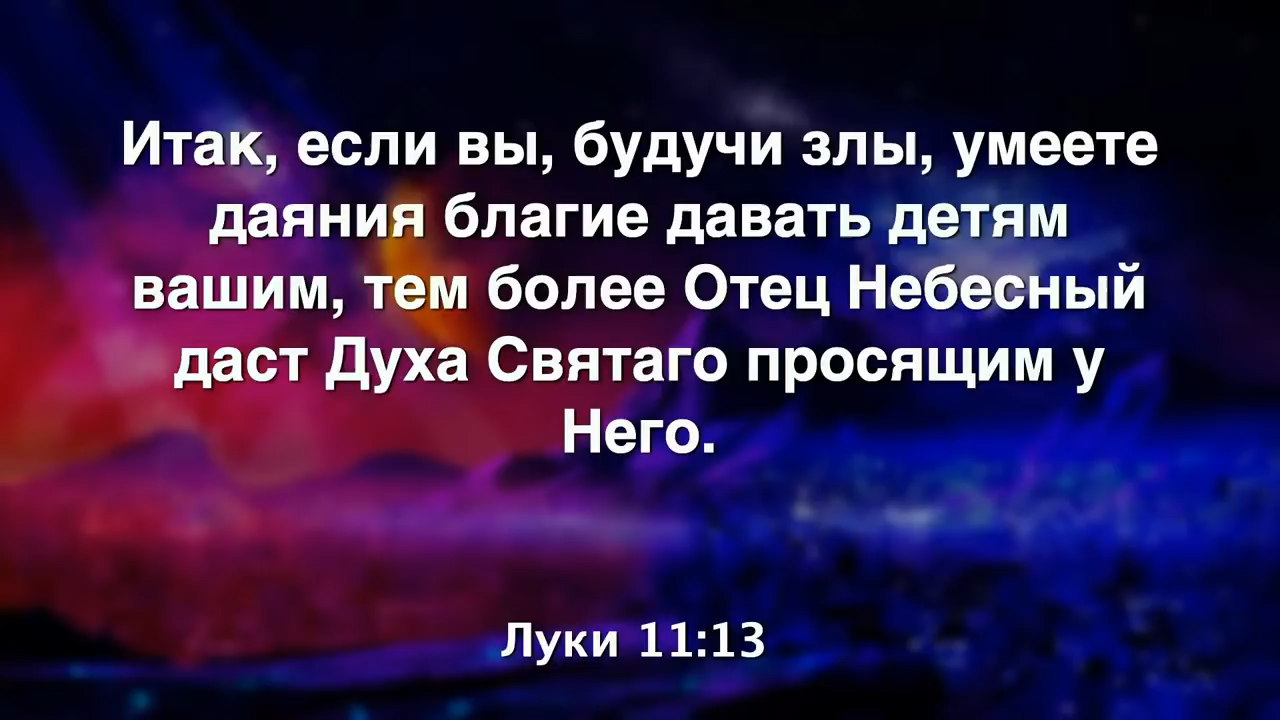 Итак, если вы, будучи злы, умеете
даяния благие давать детям
вашим, тем более Отец Небесный
даст Духа Святаго просящим у
Него.
Луки 11:13